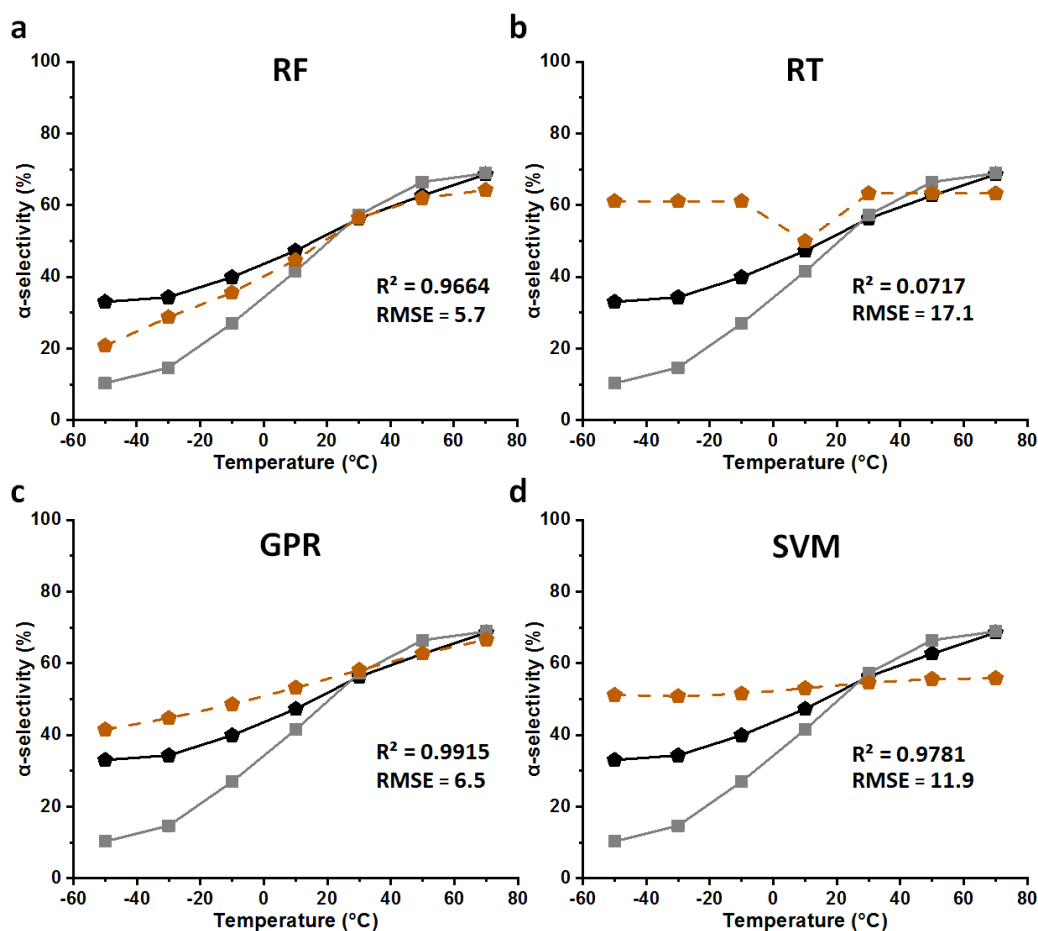 a
RF
100
80
60
40
20
0
α-selectivity (%)
R² = 0.9664
RMSE = 5.7
-60 -40 -20 0 20 40 60 80
Temperature (°C)
b
RT
100
80
60
40
20
0
α-selectivity (%)
R² = 0.0717
RMSE = 17.1
-60 -40 -20 0 20 40 60 80
Temperature (°C)
c
GPR
100
80
60
40
20
0
α-selectivity (%)
R² = 0.9915
RMSE = 6.5
-60 -40 -20 0 20 40 60 80
Temperature (°C)
d
SVM
100
80
60
40
20
0
α-selectivity (%)
R² = 0.9781
RMSE = 11.9
-60 -40 -20 0 20 40 60 80
Temperature (°C)